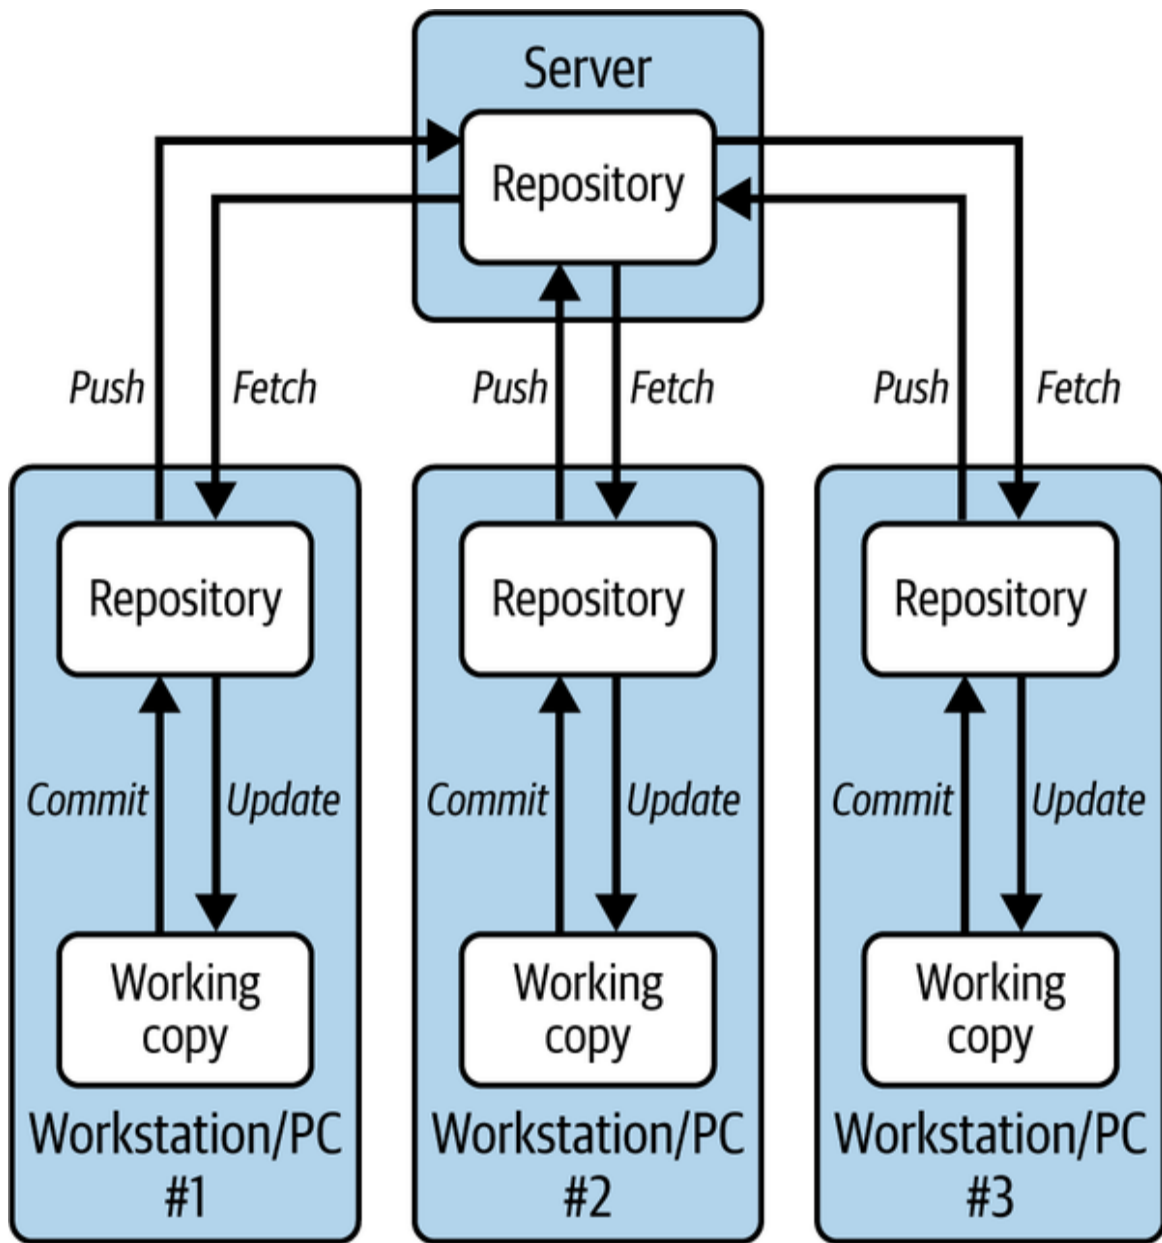 Server
Repository
Push
Fetch
Push
Fetch
Push
Fetch
Repository
Repository
Repository
Commit
Update
Commit
Update
Commit
Update
Working
copy
Working
copy
Working
copy
Workstation/PC
#1
Workstation/PC
#2
Workstation/PC
#3